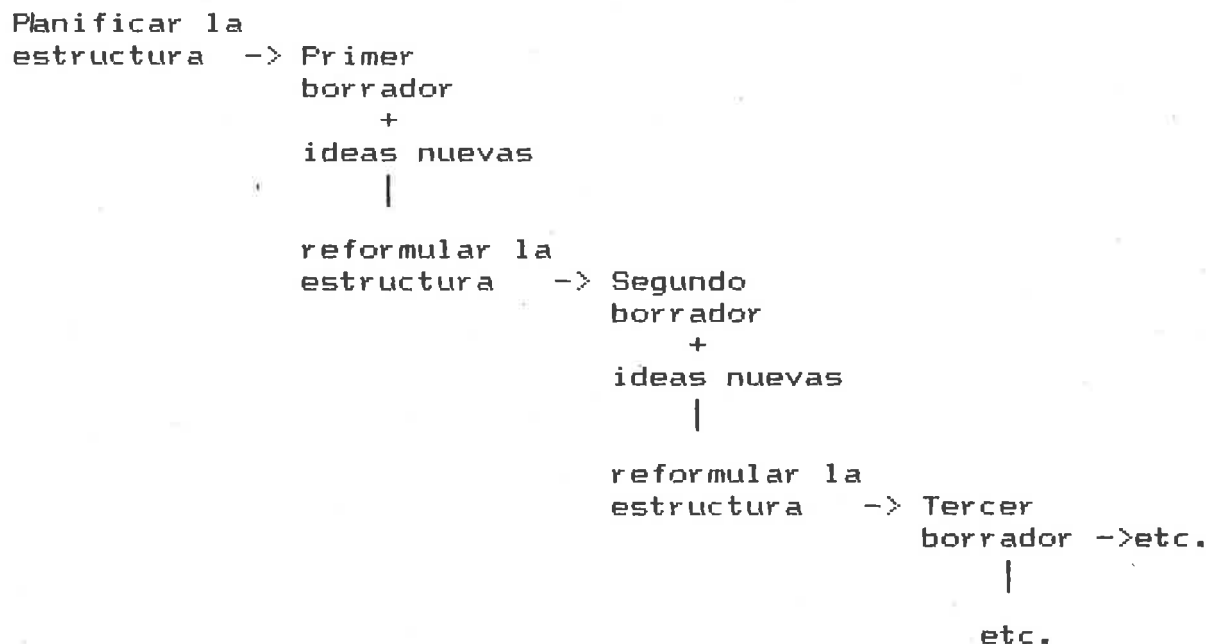 Planificar la
estructura -> Primer
borrador
+
ideas nuevas
|
reformular la
estructura -> Segundo
borrador
+
ideas nuevas
|
reformular la
estructura -> Tercer
borrador ->etc.
|
etc.